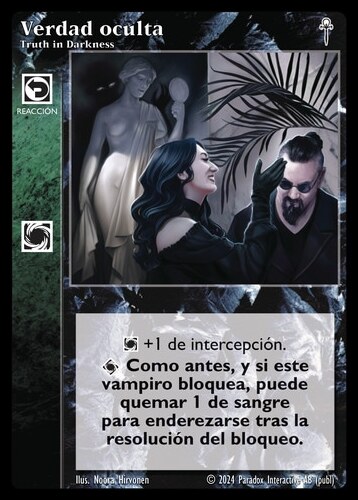 Verdad oculta
Truth in Darkness
REACCIÓN
+1 de intercepción.
Como antes, y si este
vampiro bloquea, puede
quemar 1 de sangre
para enderezarse tras la
resolución del bloqueo.
Ilus. Noora Hirvonen
© 2024 Paradox Interactive AB (publ)